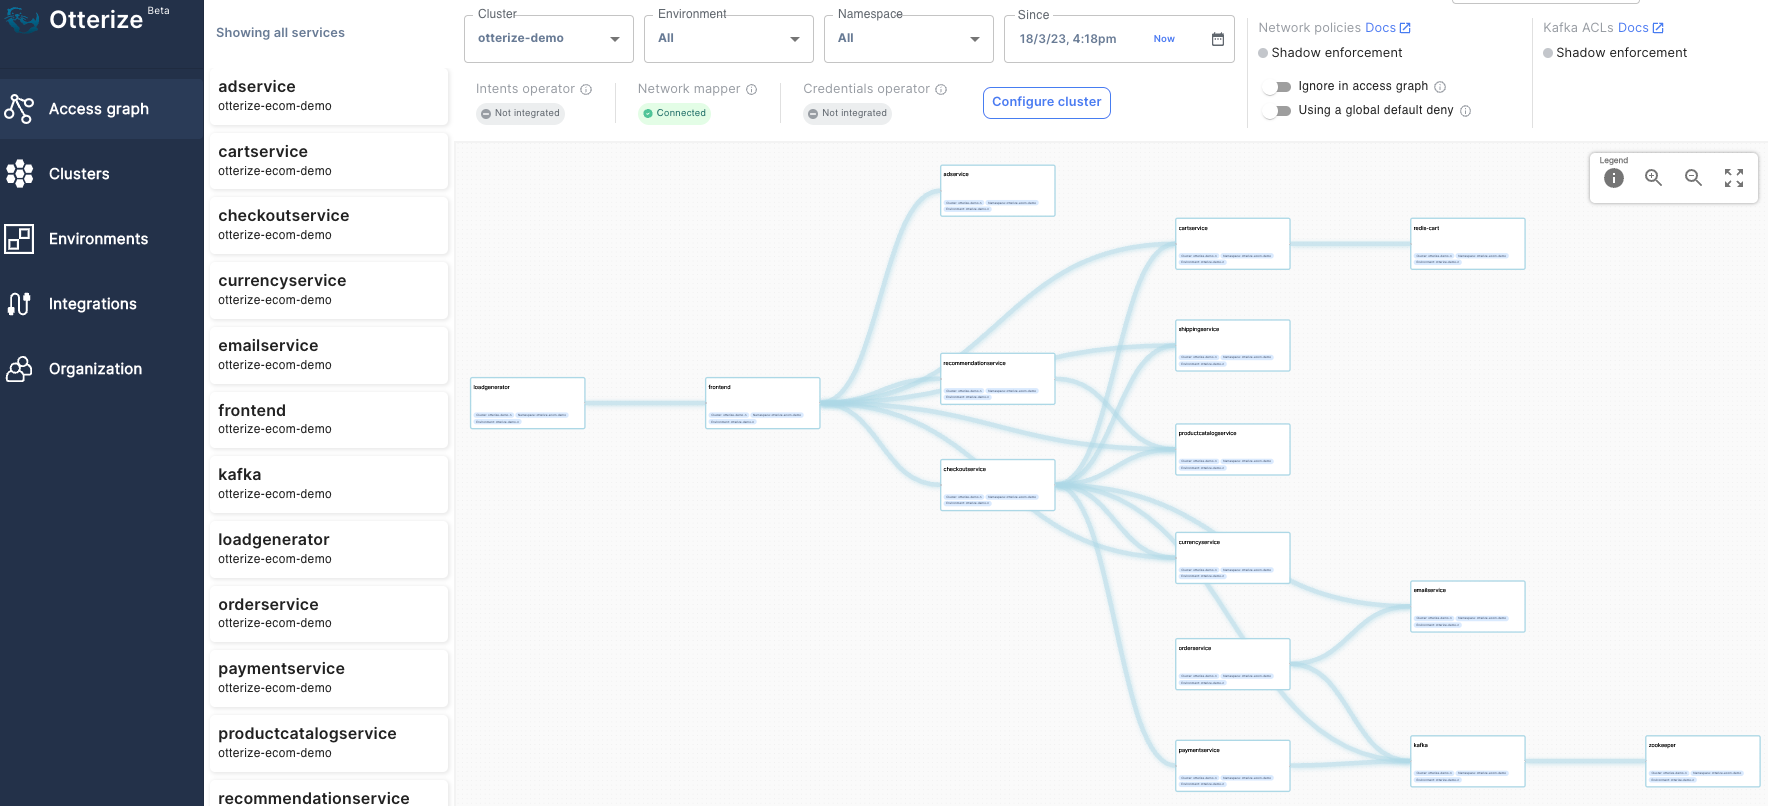 Otterize Beta
Access graph
Clusters
Environments
Integrations
Organization
Showing all services
adservice
otterize-ecom-demo
cartservice
otterize-ecom-demo
checkoutservice
otterize-ecom-demo
currencyservice
otterize-ecom-demo
emailservice
otterize-ecom-demo
frontend
otterize-ecom-demo
kafka
otterize-ecom-demo
loadgenerator
otterize-ecom-demo
orderservice
otterize-ecom-demo
paymentservice
otterize-ecom-demo
productcatalogservice
otterize-ecom-demo
recommendationservice
Cluster
otterize-demo
Environment
All
Namespace
All
Since
18/3/23, 4:18pm Now
Intents operator
Not integrated
Network mapper
Connected
Credentials operator
Not integrated
Configure cluster
Network policies Docs
Shadow enforcement
Ignore in access graph
Using a global default deny
Kafka ACLs Docs
Shadow enforcement
Legend
adservice
cartservice
redis-cart
shippingservice
recommendationservice
loadgenerator
frontend
productcatalogservice
checkoutservice
currencyservice
emailservice
orderservice
paymentservice
kafka
zookeeper